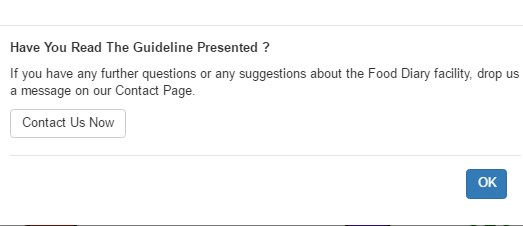 Have You Read The Guideline Presented ?
If you have any further questions or any suggestions about the Food Diary facility, drop us
a message on our Contact Page.
Contact Us Now
OK